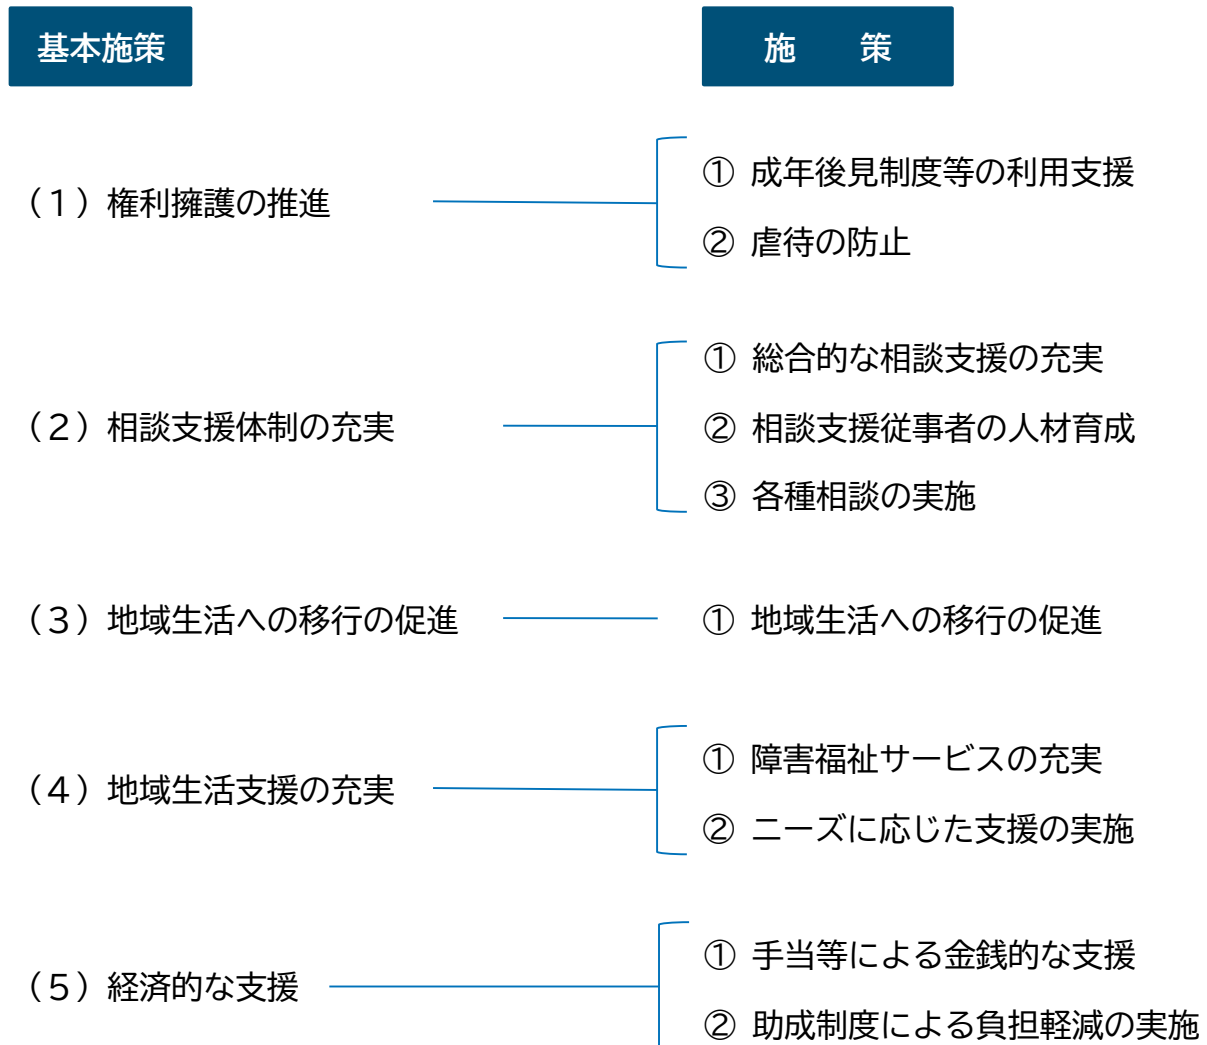 基本施策
施　　策
（１）権利擁護の推進
① 成年後見制度等の利用支援
② 虐待の防止
（２）相談支援体制の充実
① 総合的な相談支援の充実
② 相談支援従事者の人材育成
③ 各種相談の実施
（３）地域生活への移行の促進
① 地域生活への移行の促進
（４）地域生活支援の充実
① 障害福祉サービスの充実
② ニーズに応じた支援の実施
（５）経済的な支援
① 手当等による金銭的な支援
② 助成制度による負担軽減の実施